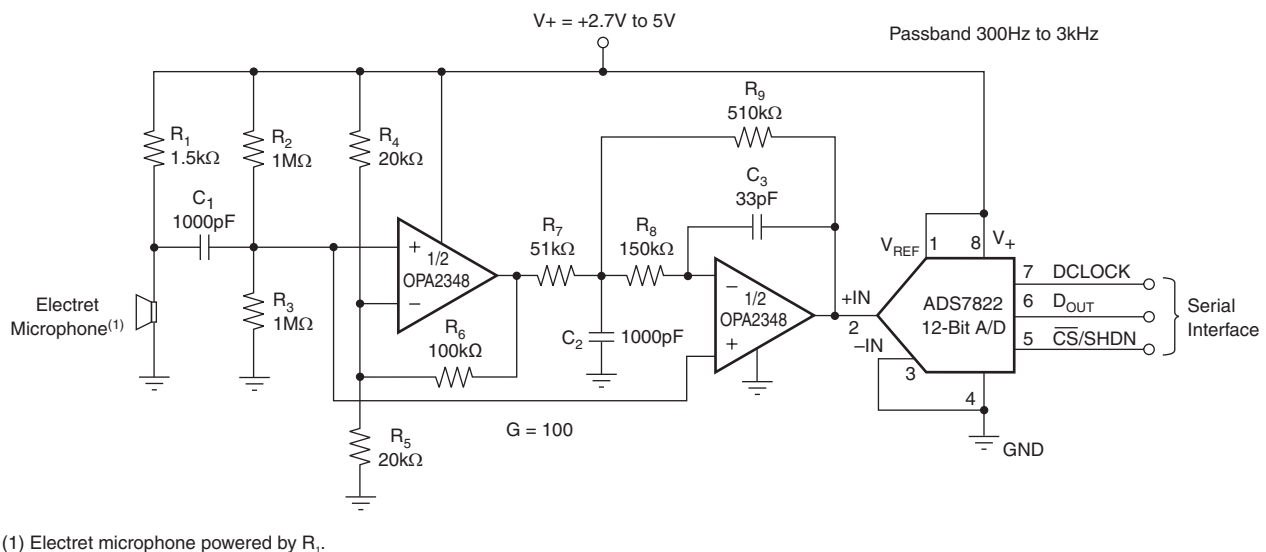 V+ = +2.7V to 5V
Passband 300Hz to 3kHz
R1
1.5kΩ
R2
1MΩ
R4
20kΩ
R9
510kΩ
C3
33pF
C1
1000pF
+
1/2
OPA2348
−
R7
51kΩ
R8
150kΩ
−
1/2
OPA2348
+
VREF
1
8
V+
7
DCLOCK
ADS7822
12-Bit A/D
6
DOUT
5
CS/SHDN
Serial
Interface
+IN
2
−IN
3
4
GND
Electret
Microphone(1)
R3
1MΩ
R6
100kΩ
C2
1000pF
G = 100
R5
20kΩ
(1) Electret microphone powered by R1.